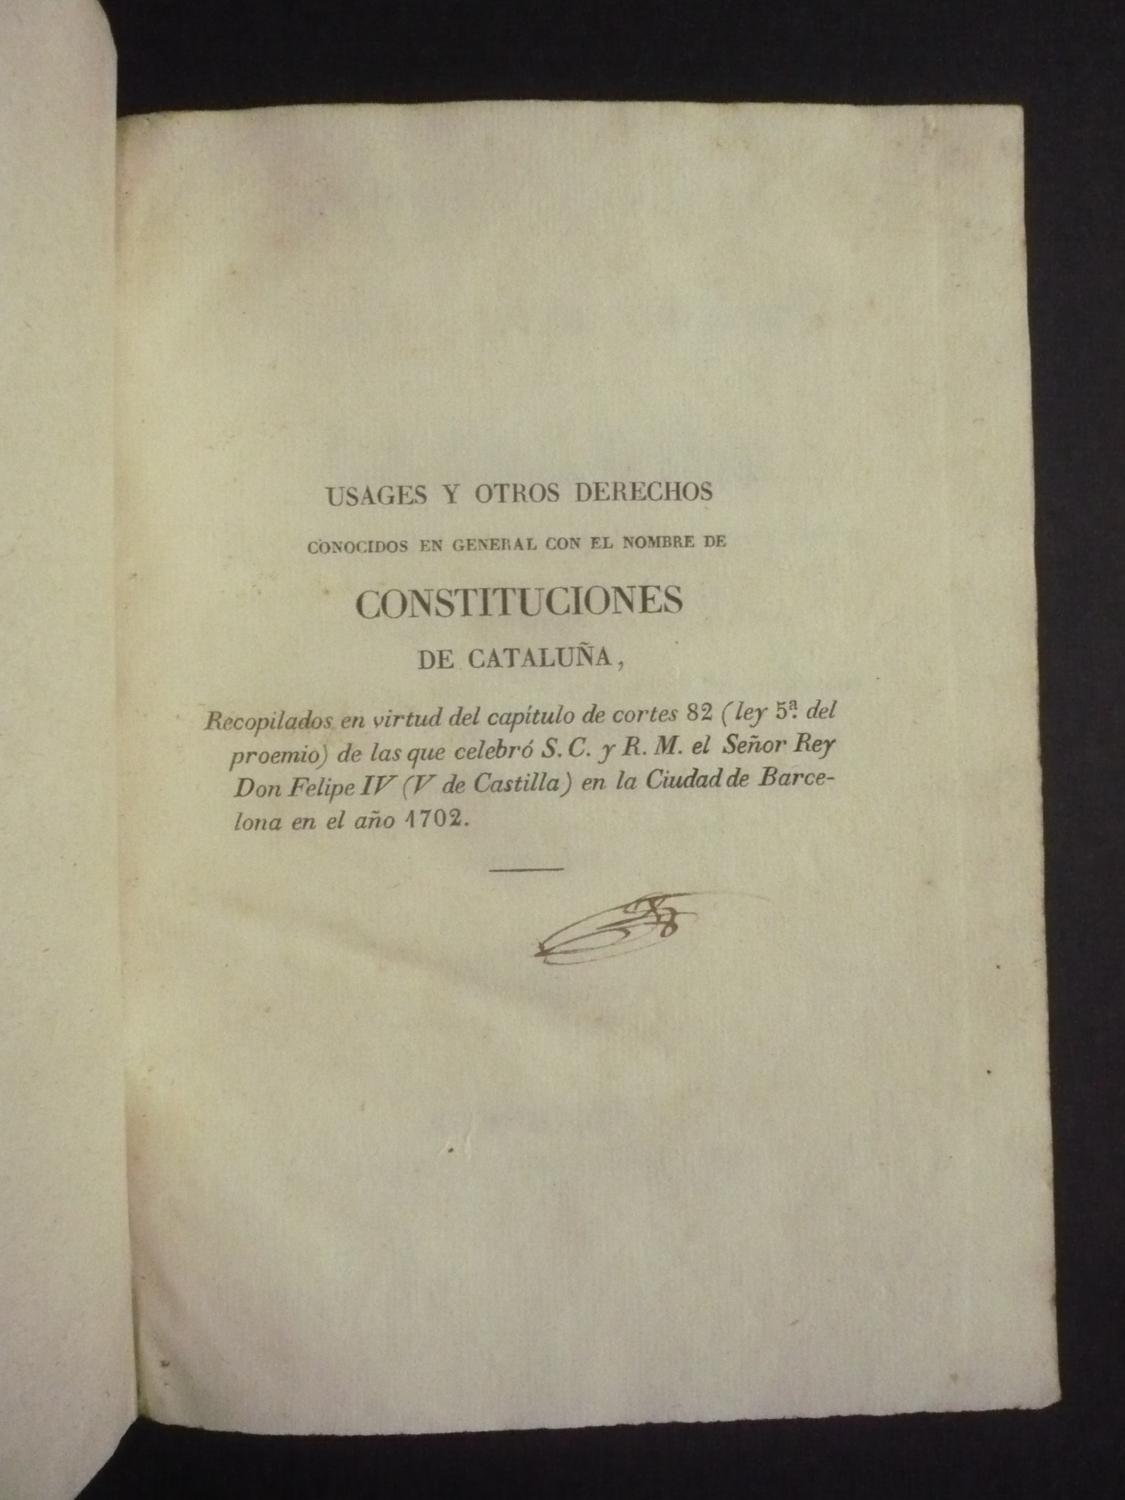 USAGES Y OTROS DERECHOS
CONOCIDOS EN GENERAL CON EL NOMBRE DE
CONSTITUCIONES
DE CATALUÑA,
Recopilados en virtud del capítulo de cortes 82 (ley 5ª. del
proemio) de las que celebró S. C. y R. M. el Señor Rey
Don Felipe IV (V de Castilla) en la Ciudad de Barce-
lona en el año 1702.